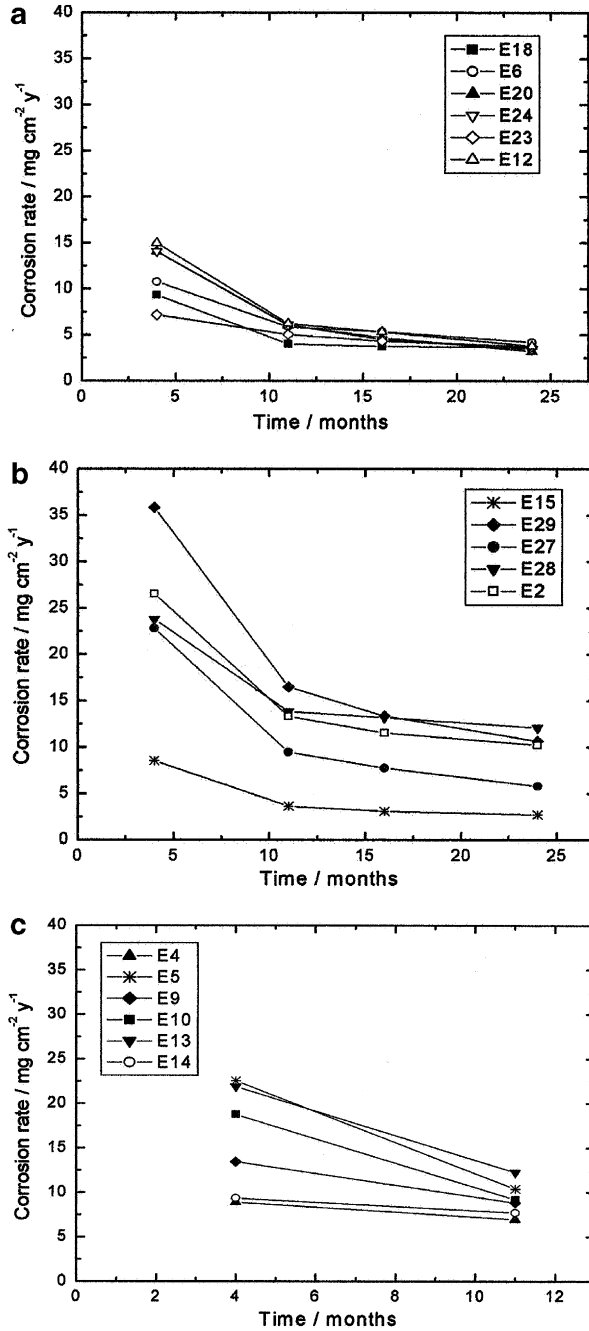 a
40
35
30
25
20
15
10
5
0
Corrosion rate / mg cm⁻² y⁻¹
E18
E6
E20
E24
E23
E12
0 5 10 15 20 25
Time / months
b
40
35
30
25
20
15
10
5
0
Corrosion rate / mg cm⁻² y⁻¹
E15
E29
E27
E28
E2
0 5 10 15 20 25
Time / months
c
40
35
30
25
20
15
10
5
0
Corrosion rate / mg cm⁻² y⁻¹
E4
E5
E9
E10
E13
E14
0 2 4 6 8 10 12
Time / months